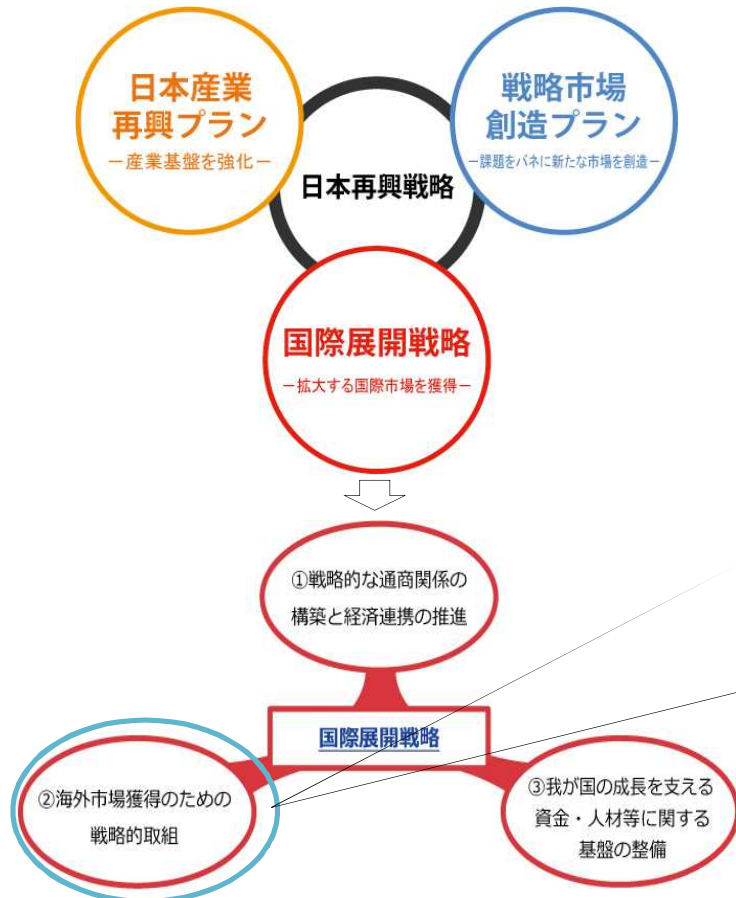 日本産業
再興プラン
－産業基盤を強化－
戦略市場
創造プラン
－課題をバネに新たな市場を創造－
日本再興戦略
国際展開戦略
－拡大する国際市場を獲得－
①戦略的な通商関係の
構築と経済連携の推進
国際展開戦略
②海外市場獲得のための
戦略的取組
③我が国の成長を支える
資金・人材等に関する
基盤の整備